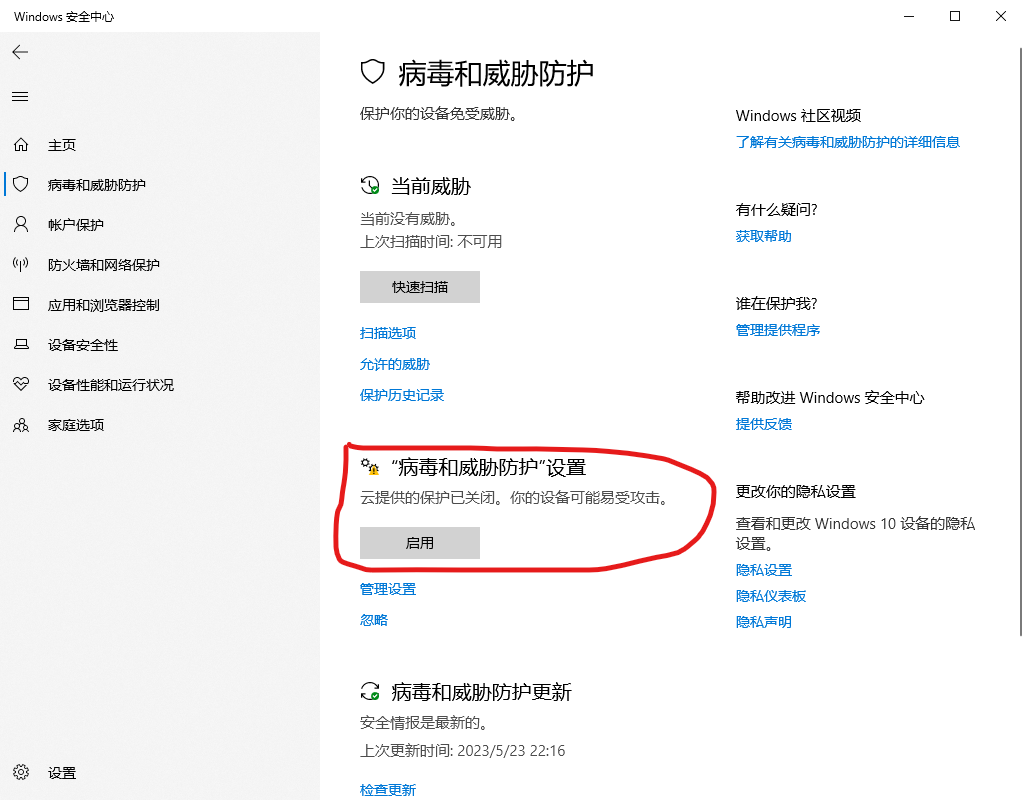 Windows 安全中心
主页
病毒和威胁防护
帐户保护
防火墙和网络保护
应用和浏览器控制
设备安全性
设备性能和运行状况
家庭选项
设置
病毒和威胁防护
保护你的设备免受威胁。
当前威胁
当前没有威胁。
上次扫描时间: 不可用
快速扫描
扫描选项
允许的威胁
保护历史记录
“病毒和威胁防护”设置
云提供的保护已关闭。你的设备可能易受攻击。
启用
管理设置
忽略
病毒和威胁防护更新
安全情报是最新的。
上次更新时间: 2023/5/23 22:16
检查更新
Windows 社区视频
了解有关病毒和威胁防护的详细信息
有什么疑问?
获取帮助
谁在保护我?
管理提供程序
帮助改进 Windows 安全中心
提供反馈
更改你的隐私设置
查看和更改 Windows 10 设备的隐私
设置。
隐私设置
隐私仪表板
隐私声明